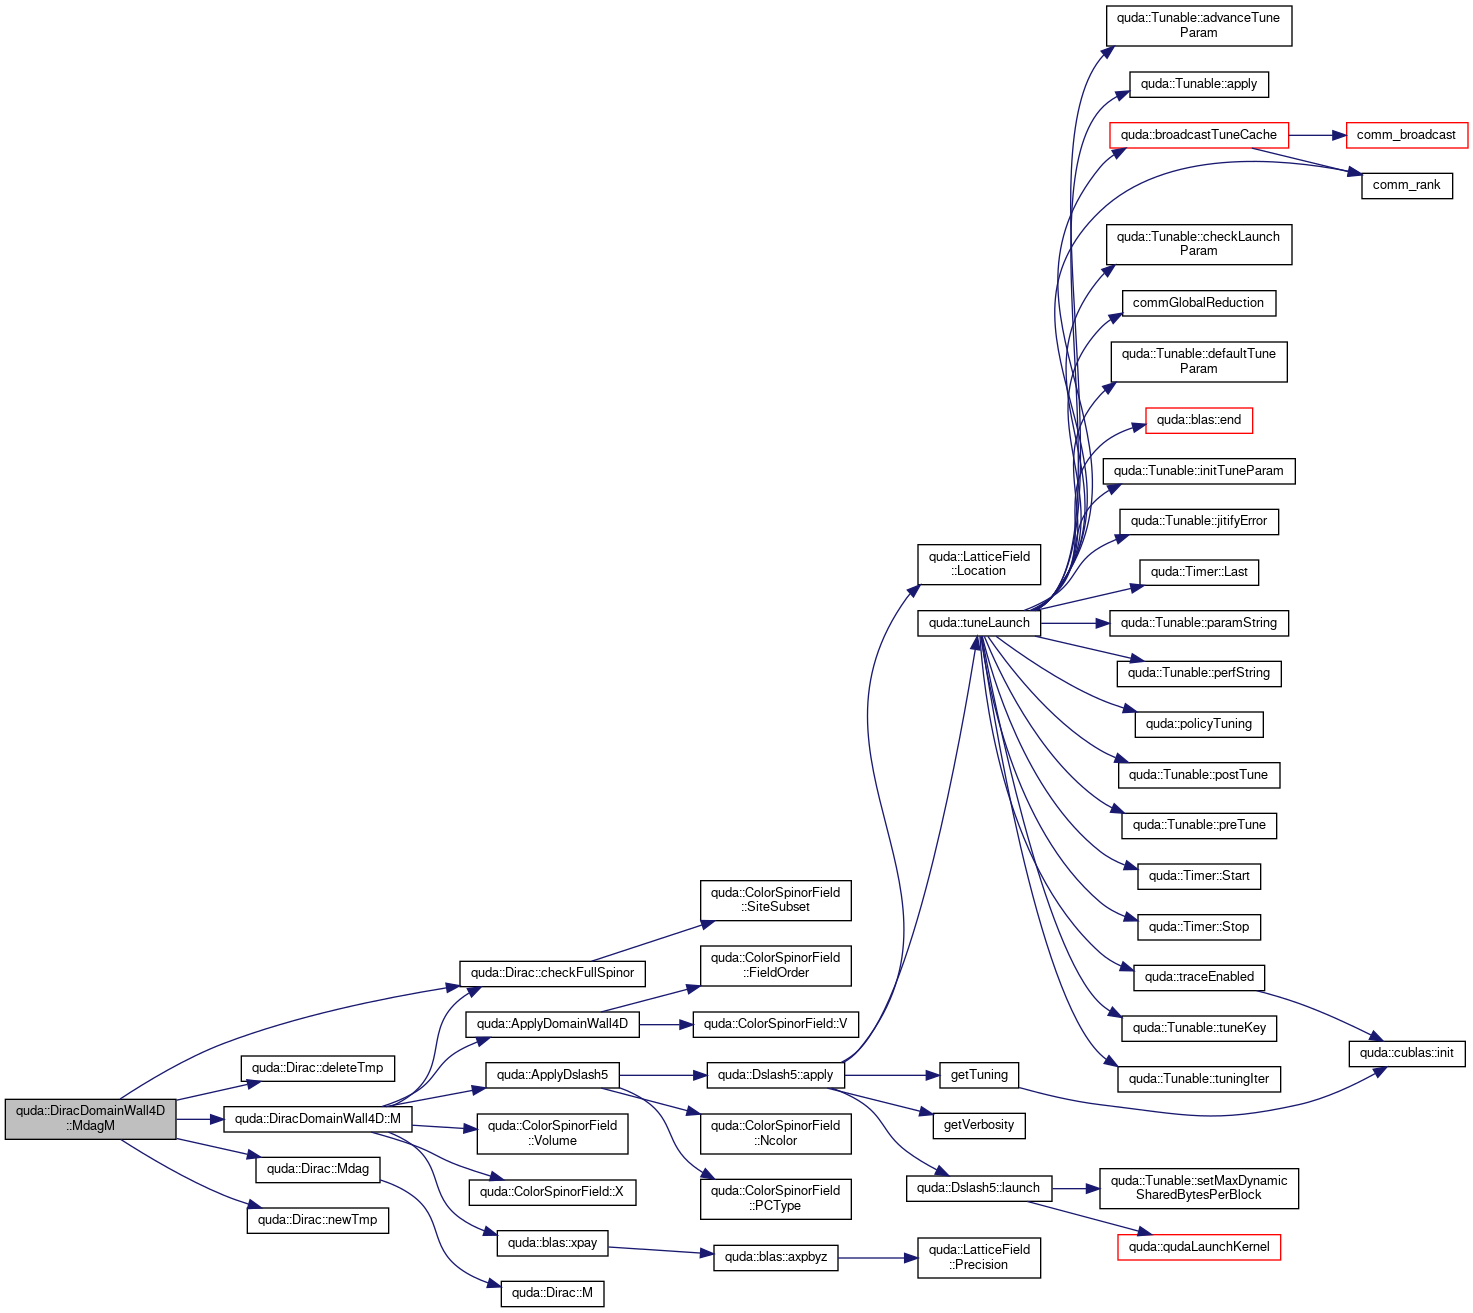 quda::DiracDomainWall4D
::MdagM
quda::Dirac::checkFullSpinor
quda::Dirac::deleteTmp
quda::DiracDomainWall4D::M
quda::Dirac::Mdag
quda::Dirac::newTmp
quda::ColorSpinorField
::SiteSubset
quda::ApplyDomainWall4D
quda::ColorSpinorField
::FieldOrder
quda::ColorSpinorField::V
quda::ApplyDslash5
quda::ColorSpinorField
::Volume
quda::ColorSpinorField::X
quda::blas::xpay
quda::Dirac::M
quda::Dslash5::apply
quda::ColorSpinorField
::Ncolor
quda::ColorSpinorField
::PCType
quda::blas::axpbyz
quda::LatticeField
::Location
quda::tuneLaunch
getTuning
getVerbosity
quda::Dslash5::launch
quda::LatticeField
::Precision
quda::Tunable::advanceTune
Param
quda::Tunable::apply
quda::broadcastTuneCache
comm_broadcast
comm_rank
quda::Tunable::checkLaunch
Param
commGlobalReduction
quda::Tunable::defaultTune
Param
quda::blas::end
quda::Tunable::initTuneParam
quda::Tunable::jitifyError
quda::Timer::Last
quda::Tunable::paramString
quda::Tunable::perfString
quda::policyTuning
quda::Tunable::postTune
quda::Tunable::preTune
quda::Timer::Start
quda::Timer::Stop
quda::traceEnabled
quda::Tunable::tuneKey
quda::cublas::init
quda::Tunable::tuningIter
quda::Tunable::setMaxDynamic
SharedBytesPerBlock
quda::qudaLaunchKernel